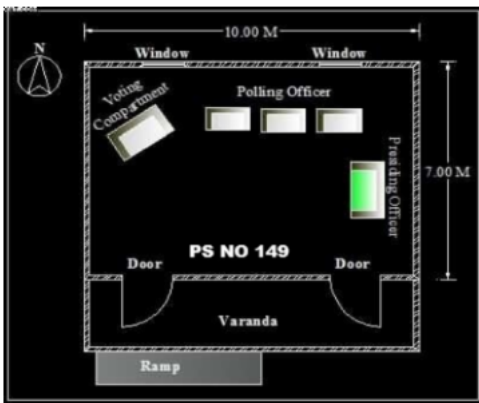 10.00 M
N
Window
Window
Voting
Compartment
Polling Officer
Presiding Officer
7.00 M
PS NO 149
Door
Door
Varanda
Ramp